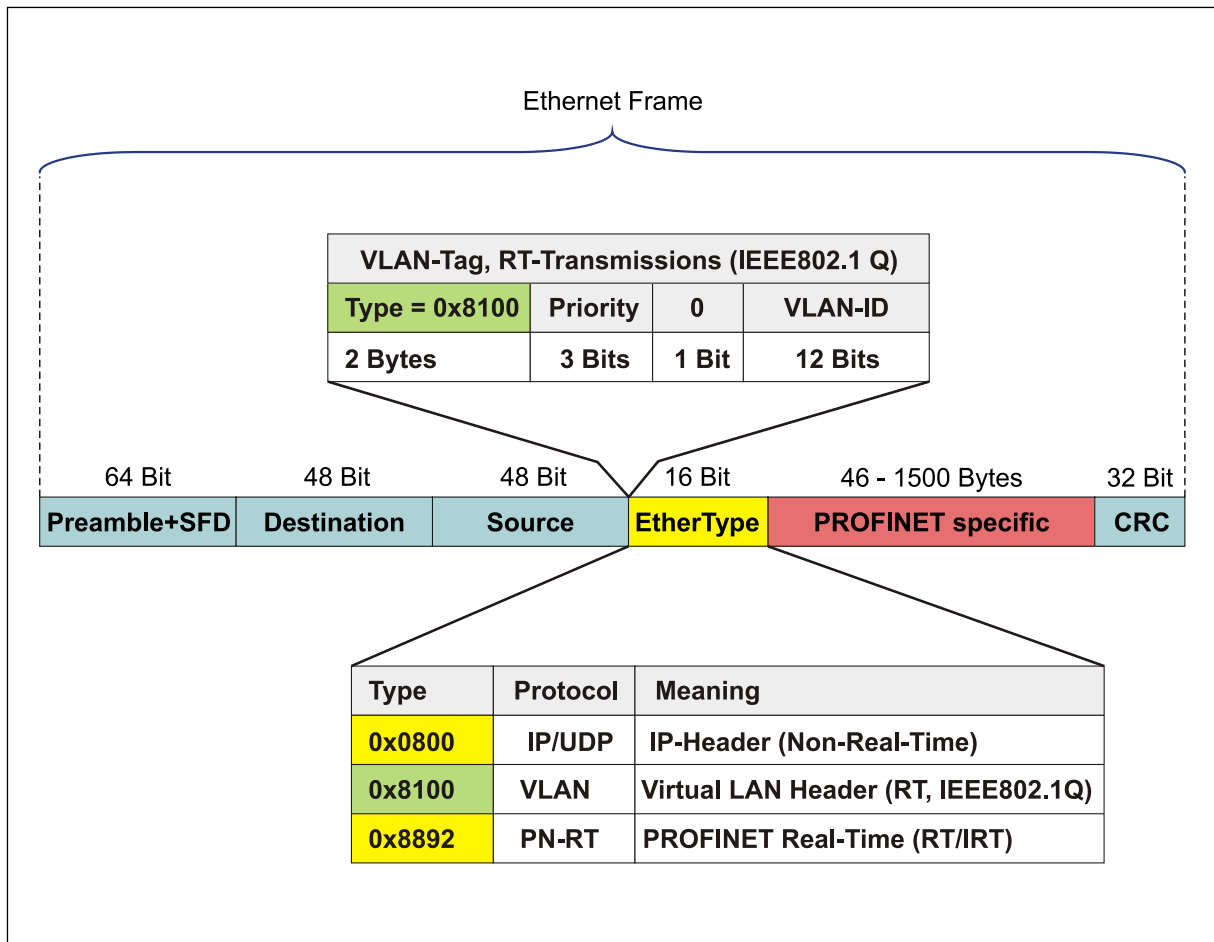 Ethernet Frame
VLAN-Tag, RT-Transmissions (IEEE802.1 Q)
Type = 0x8100 Priority 0 VLAN-ID
2 Bytes 3 Bits 1 Bit 12 Bits
64 Bit 48 Bit 48 Bit 16 Bit 46 - 1500 Bytes 32 Bit
Preamble+SFD Destination Source EtherType PROFINET specific CRC
Type Protocol Meaning
0x0800 IP/UDP IP-Header (Non-Real-Time)
0x8100 VLAN Virtual LAN Header (RT, IEEE802.1Q)
0x8892 PN-RT PROFINET Real-Time (RT/IRT)